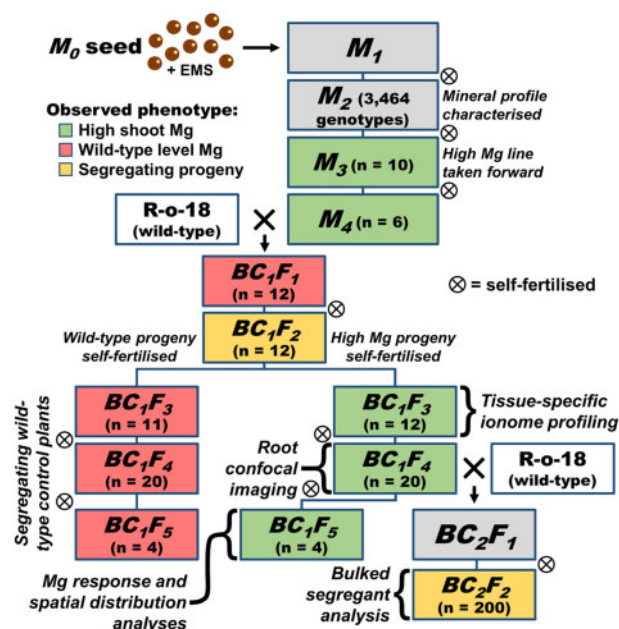 M0 seed
+ EMS
M1
Observed phenotype:
High shoot Mg
Wild-type level Mg
Segregating progeny
M2 (3,464
genotypes)
Mineral profile
characterised
M3 (n = 10)
High Mg line
taken forward
M4 (n = 6)
R-o-18
(wild-type)
BC1F1
(n = 12)
⊗ = self-fertilised
BC1F2
(n = 12)
Wild-type progeny
self-fertilised
High Mg progeny
self-fertilised
Segregating wild-
type control plants
BC1F3
(n = 11)
BC1F4
(n = 20)
BC1F5
(n = 4)
BC1F3
(n = 12)
Tissue-specific
ionome profiling
Root
confocal
imaging
BC1F4
(n = 20)
R-o-18
(wild-type)
BC1F5
(n = 4)
Mg response and
spatial distribution
analyses
BC2F1
Bulked
segregant
analysis
BC2F2
(n = 200)